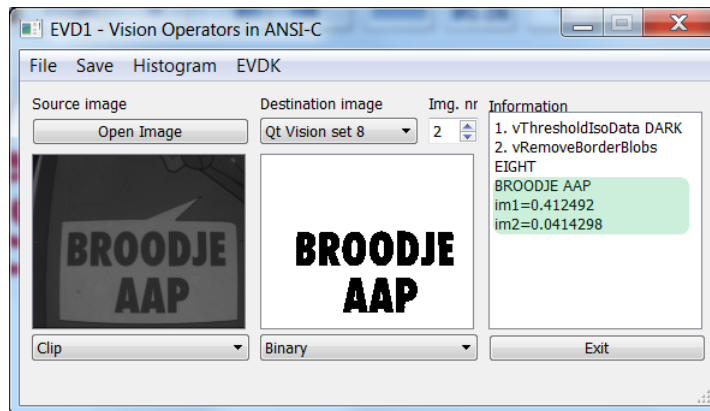 EVD1 - Vision Operators in ANSI-C
File Save Histogram EVDK
Source image
Destination image
Img. nr
Information
Open Image
Qt Vision set 8
2
1. vThresholdIsoData DARK
2. vRemoveBorderBlobs
EIGHT
BROODJE AAP
im1=0.412492
im2=0.0414298
BROODJE
AAP
BROODJE
AAP
Clip
Binary
Exit